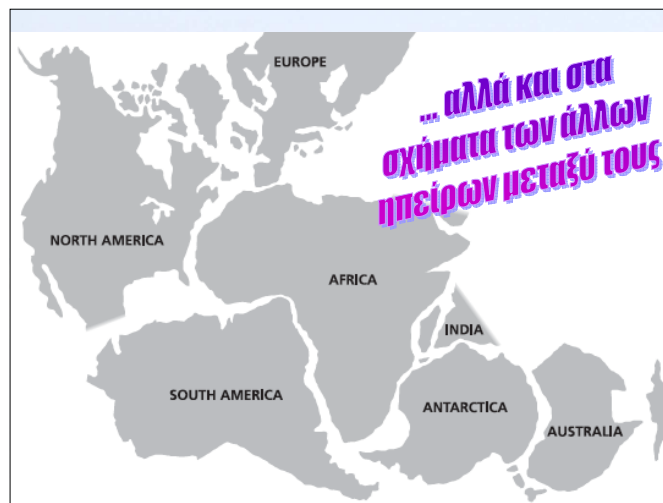 EUROPE
... αλλά και στα
σχήματα των άλλων
ηπείρων μεταξύ τους
NORTH AMERICA
AFRICA
INDIA
SOUTH AMERICA
ANTARCTICA
AUSTRALIA